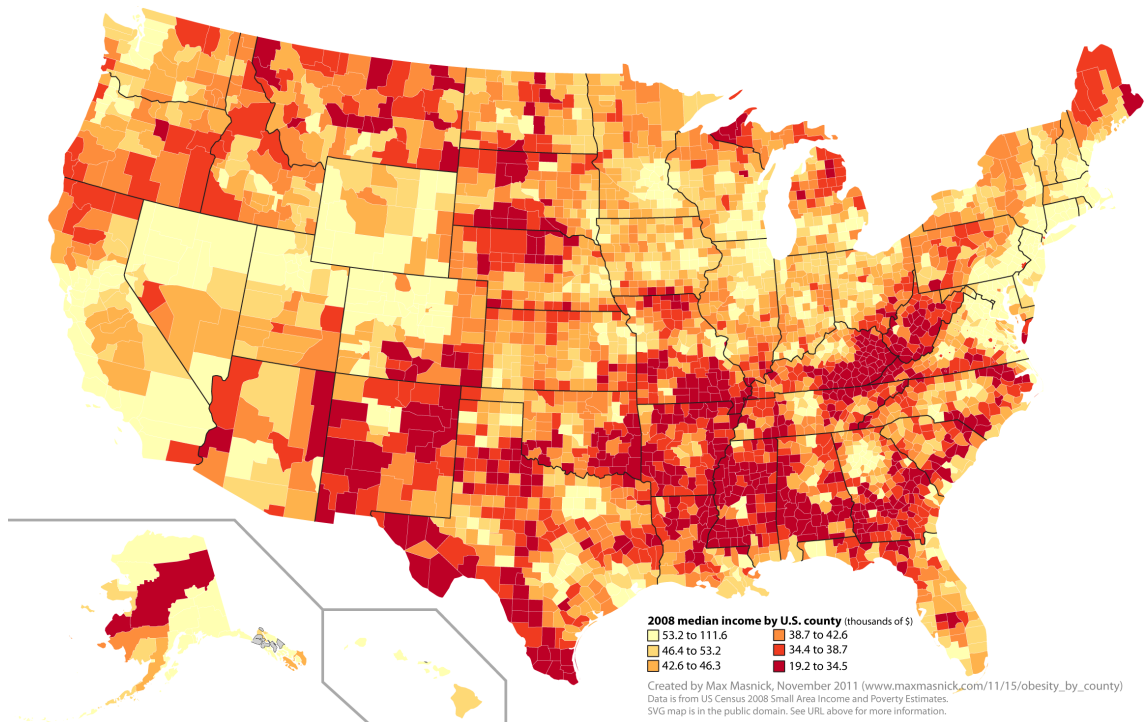 2008 median income by U.S. county (thousands of $)
53.2 to 111.6
46.4 to 53.2
42.6 to 46.3
38.7 to 42.6
34.4 to 38.7
19.2 to 34.5
Created by Max Masnick, November 2011 (www.maxmasnick.com/11/15/obesity_by_county)
Data is from US Census 2008 Small Area Income and Poverty Estimates.
SVG map is in the public domain. See URL above for more information.